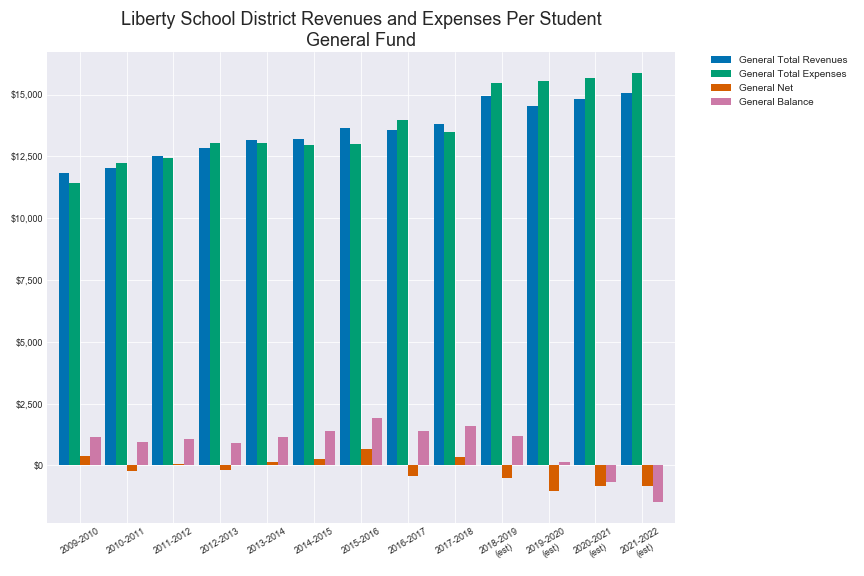 Liberty School District Revenues and Expenses Per Student
General Fund
General Total Revenues
General Total Expenses
General Net
General Balance
$15,000
$12,500
$10,000
$7,500
$5,000
$2,500
$0
2009-2010
2010-2011
2011-2012
2012-2013
2013-2014
2014-2015
2015-2016
2016-2017
2017-2018
2018-2019
(est)
2019-2020
(est)
2020-2021
(est)
2021-2022
(est)